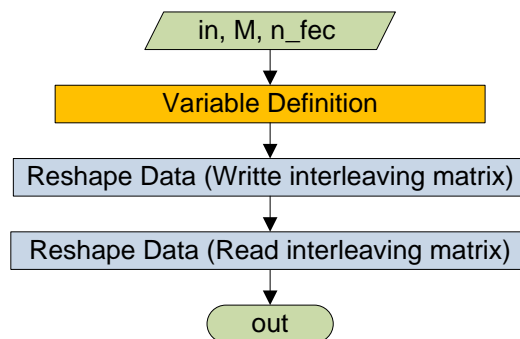 in, M, n_fec
Variable Definition
Reshape Data (Writte interleaving matrix)
Reshape Data (Read interleaving matrix)
out